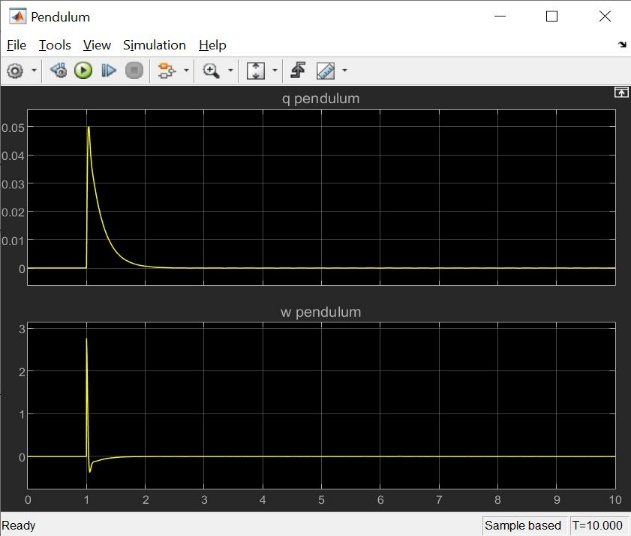 Pendulum
File Tools View Simulation Help
q pendulum
0.05
0.04
0.03
0.02
0.01
0
w pendulum
3
2
1
0
0 1 2 3 4 5 6 7 8 9 10
Ready Sample based T=10.000